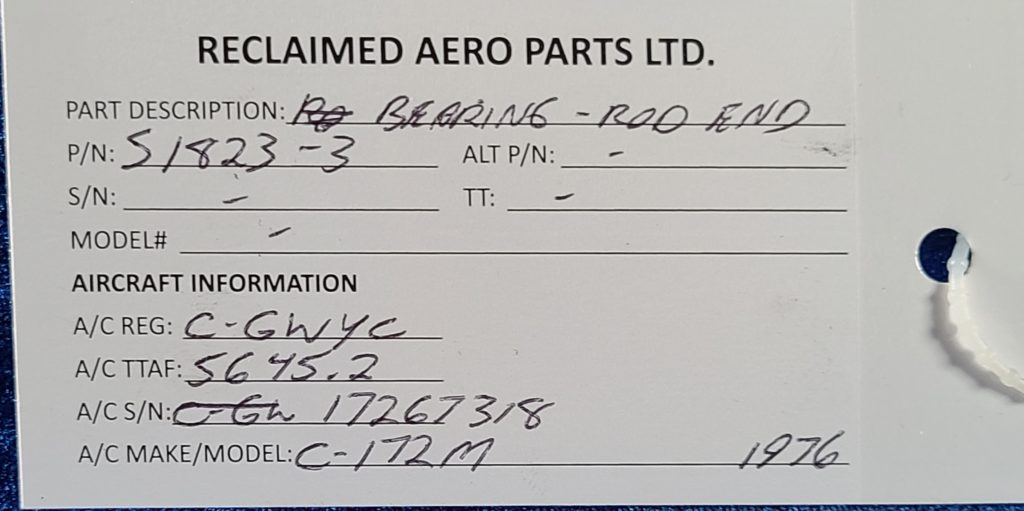 RECLAIMED AERO PARTS LTD.
PART DESCRIPTION: BEARING - ROD END
P/N: S1823-3 ALT P/N: -
S/N: - TT: -
MODEL# -
AIRCRAFT INFORMATION
A/C REG: C-GWYC
A/C TTAF: 5645.2
A/C S/N: C-GW 17267318
A/C MAKE/MODEL: C-172M 1976